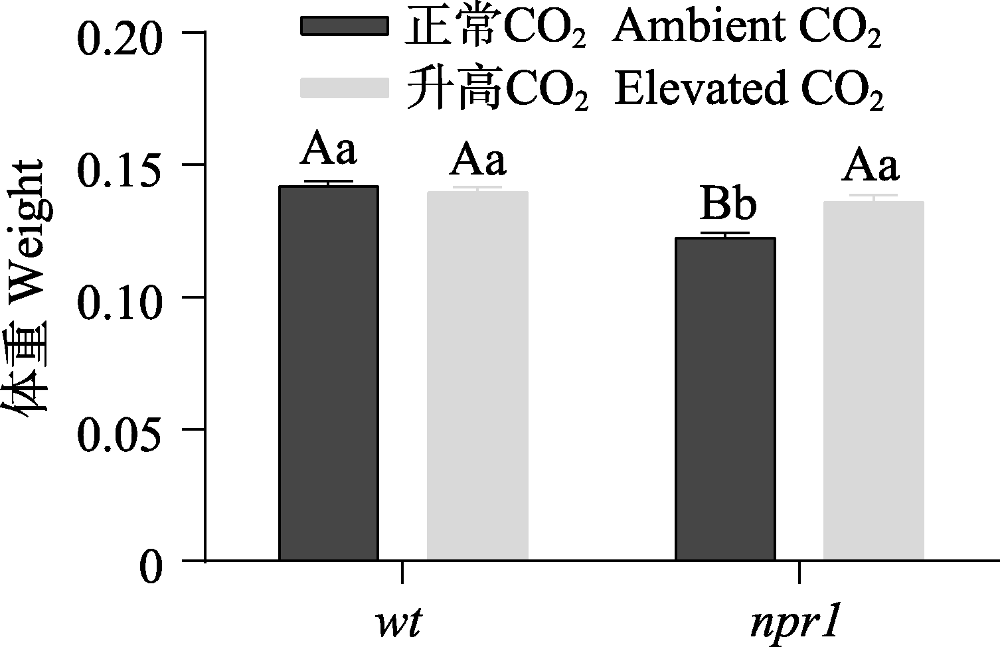 正常CO₂ Ambient CO₂
升高CO₂ Elevated CO₂
体重 Weight
0.20
0.15
0.10
0.05
0
Aa
Aa
Bb
Aa
wt
npr1